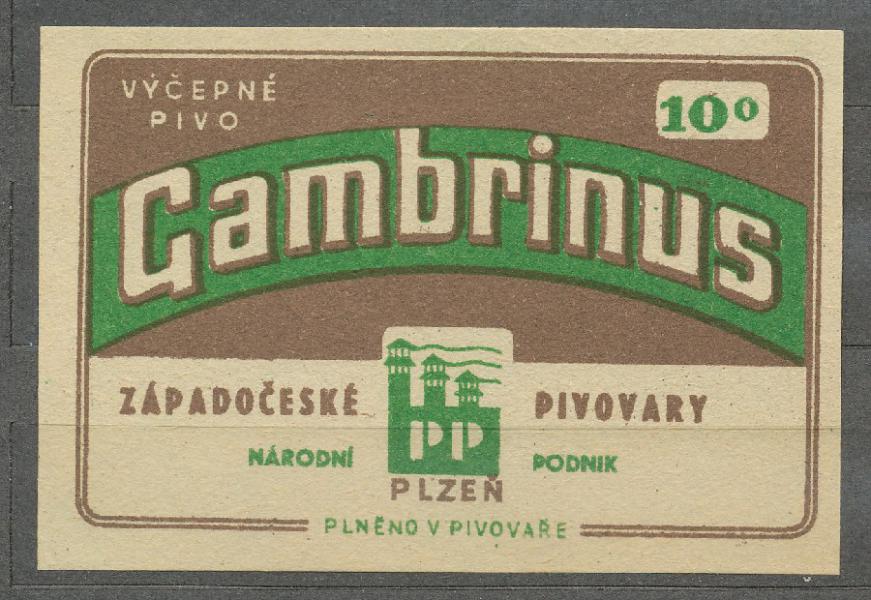 VÝČEPNÉ
PIVO
10°
Gambrinus
ZÁPADOČESKÉ PIVOVARY
PP
NÁRODNÍ PODNIK
PLZEŇ
PLNĚNO V PIVOVAŘE